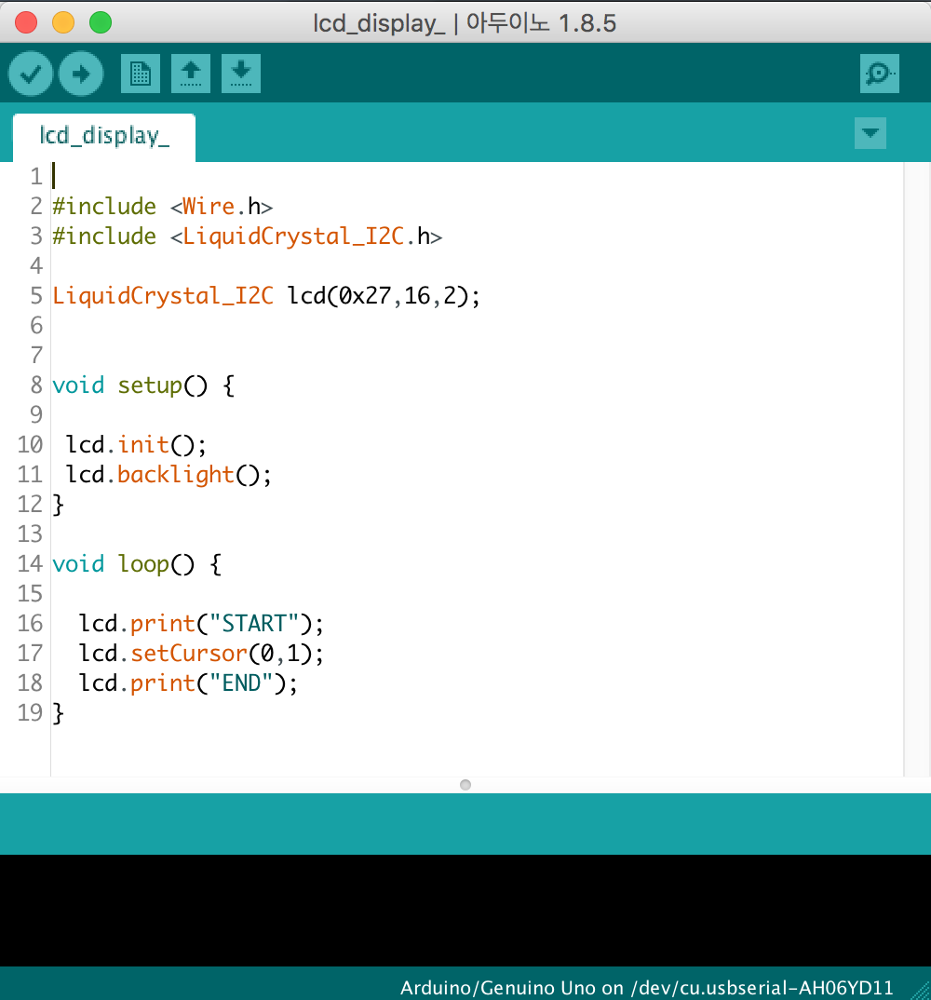 lcd_display_ | 아두이노 1.8.5
lcd_display_
1
2 #include <Wire.h>
3 #include <LiquidCrystal_I2C.h>
4
5 LiquidCrystal_I2C lcd(0x27,16,2);
6
7
8 void setup() {
9
10  lcd.init();
11  lcd.backlight();
12 }
13
14 void loop() {
15
16   lcd.print("START");
17   lcd.setCursor(0,1);
18   lcd.print("END");
19 }
Arduino/Genuino Uno on /dev/cu.usbserial-AH06YD11